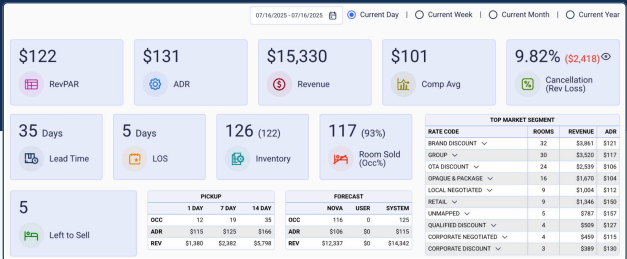 07/16/2025 - 07/16/2025 Current Day | Current Week | Current Month | Current Year
$122
RevPAR
$131
ADR
$15,330
Revenue
$101
Comp Avg
9.82% ($2,418)
Cancellation
(Rev Loss)
35 Days
Lead Time
5 Days
LOS
126 (122)
Inventory
117 (93%)
Room Sold
(Occ%)
TOP MARKET SEGMENT
RATE CODE ROOMS REVENUE ADR
BRAND DISCOUNT 32 $3,861 $121
GROUP 30 $3,520 $117
OTA DISCOUNT 24 $2,539 $106
OPAQUE & PACKAGE 16 $1,670 $104
LOCAL NEGOTIATED 9 $1,004 $112
RETAIL 9 $1,346 $150
UNMAPPED 5 $787 $157
QUALIFIED DISCOUNT 4 $509 $127
CORPORATE NEGOTIATED 4 $459 $115
CORPORATE DISCOUNT 3 $389 $130
5
Left to Sell
PICKUP
1 DAY 7 DAY 14 DAY
OCC 12 19 35
ADR $115 $125 $166
REV $1,380 $2,382 $5,798
FORECAST
NOVA USER SYSTEM
OCC 116 0 125
ADR $106 $0 $115
REV $12,337 $0 $14,342